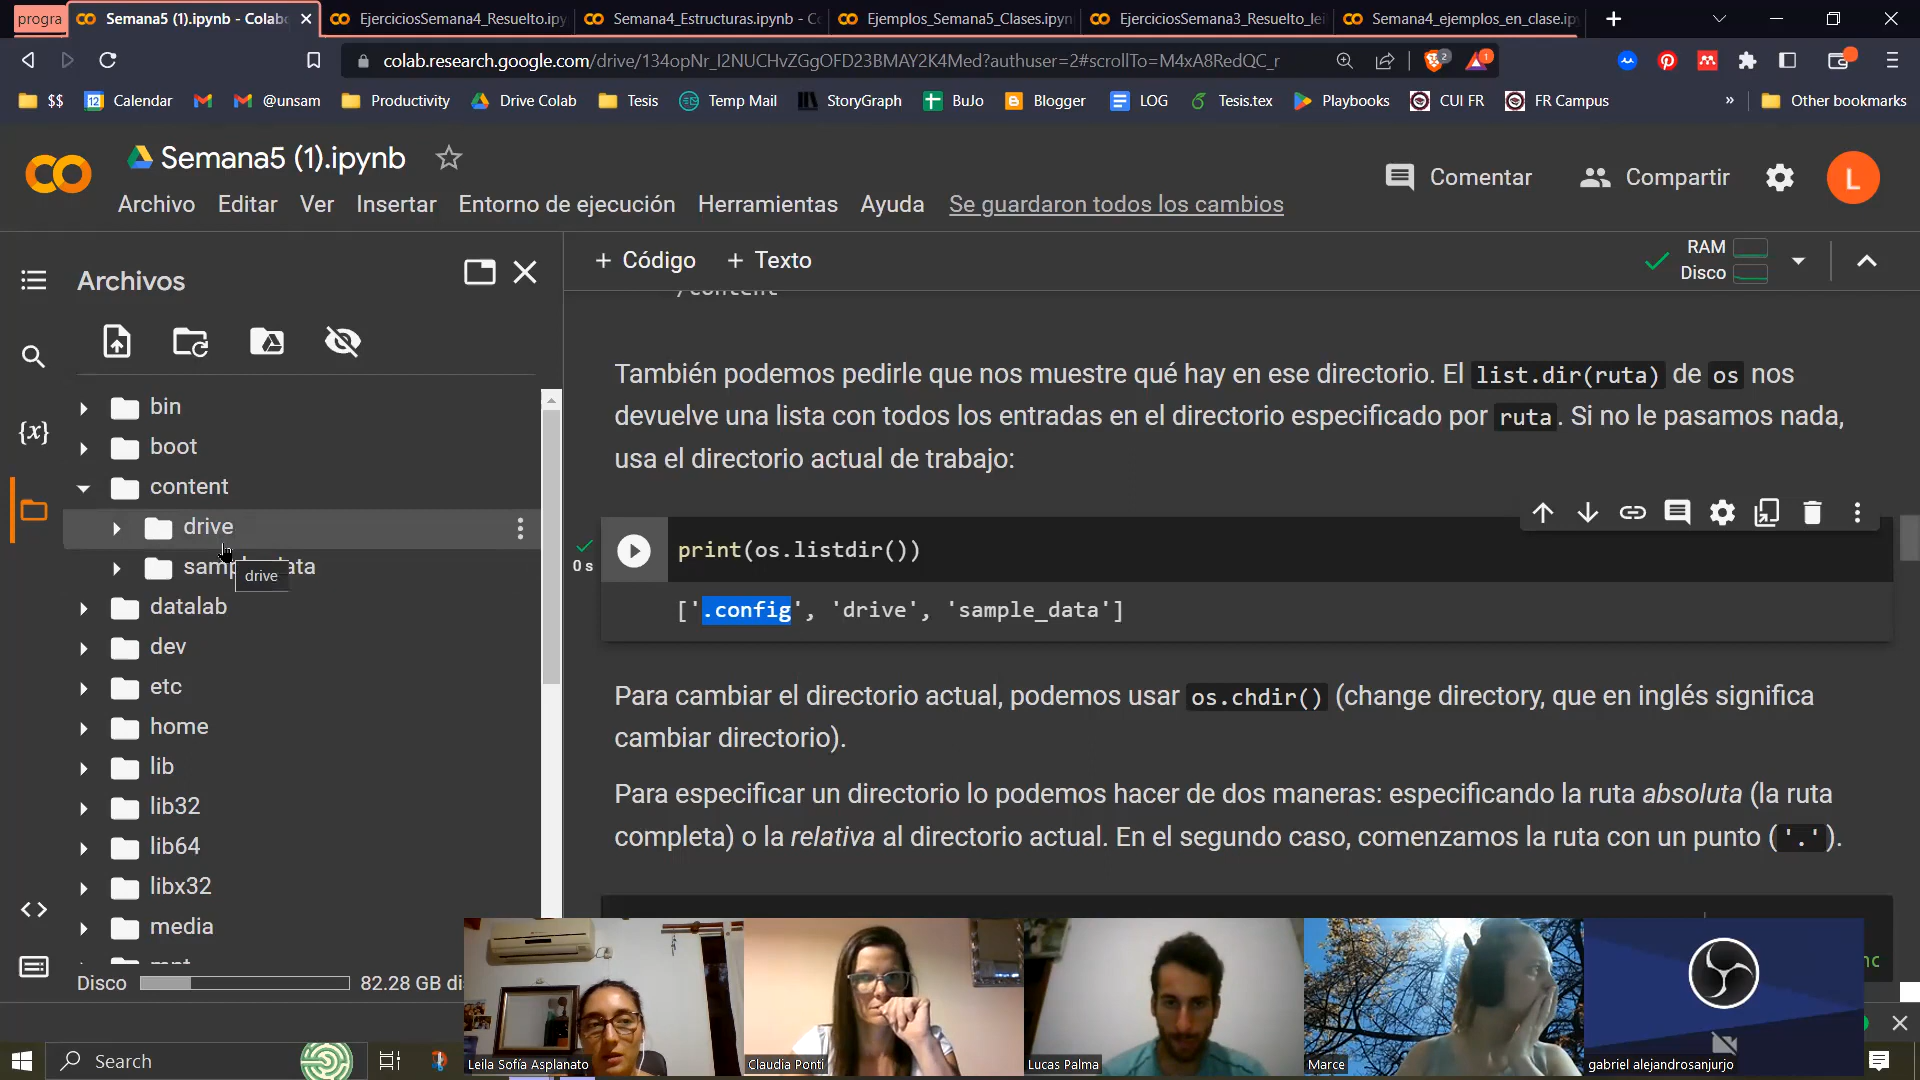 progra
Semana5 (1).ipynb - Colab
EjerciciosSemana4_Resuelto.ipy
Semana4_Estructuras.ipynb - C
Ejemplos_Semana5_Clases.ipyn
EjerciciosSemana3_Resuelto_lei
Semana4_ejemplos_en_clase.ip
colab.research.google.com/drive/134opNr_I2NUCHvZGgOFD23BMAY2K4Med?authuser=2#scrollTo=M4xA8RedQC_r
2
1
$$
12
Calendar
@unsam
Productivity
Drive Colab
Tesis
Temp Mail
StoryGraph
BuJo
Blogger
LOG
Tesis.tex
Playbooks
CUI FR
FR Campus
»
Other bookmarks
Semana5 (1).ipynb
Comentar
Compartir
L
Archivo Editar Ver Insertar Entorno de ejecución Herramientas Ayuda Se guardaron todos los cambios
Archivos
+ Código + Texto
RAM
Disco
{x}
bin
boot
content
drive
sam
ata
drive
datalab
dev
etc
home
lib
lib32
lib64
libx32
media
Disco
82.28 GB di
/content
También podemos pedirle que nos muestre qué hay en ese directorio. El list.dir(ruta) de os nos
devuelve una lista con todos los entradas en el directorio especificado por ruta. Si no le pasamos nada,
usa el directorio actual de trabajo:
0 s
print(os.listdir())
['.config', 'drive', 'sample_data']
Para cambiar el directorio actual, podemos usar os.chdir() (change directory, que en inglés significa
cambiar directorio).
Para especificar un directorio lo podemos hacer de dos maneras: especificando la ruta absoluta (la ruta
completa) o la relativa al directorio actual. En el segundo caso, comenzamos la ruta con un punto ('.').
nc
Leila Sofía Asplanato
Claudia Ponti
Lucas Palma
Marce
gabriel alejandrosanjurjo
Search